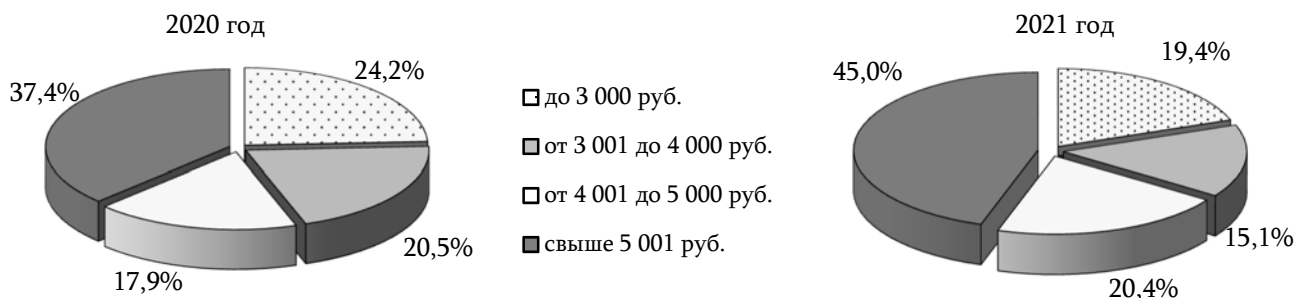 2020 год
37,4%
24,2%
20,5%
17,9%
до 3 000 руб.
от 3 001 до 4 000 руб.
от 4 001 до 5 000 руб.
свыше 5 001 руб.
2021 год
45,0%
19,4%
15,1%
20,4%